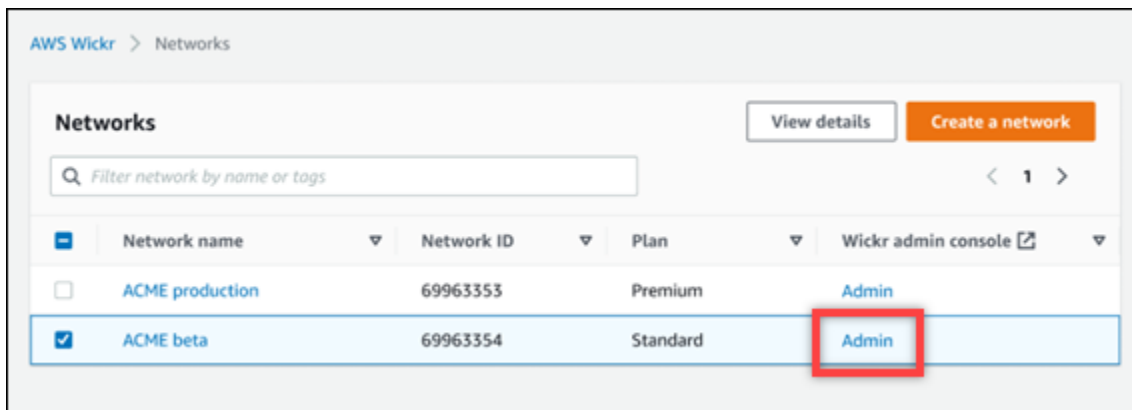 AWS Wickr > Networks
Networks View details Create a network
Filter network by name or tags < 1 >
Network name Network ID Plan Wickr admin console
ACME production 69963353 Premium Admin
ACME beta 69963354 Standard Admin